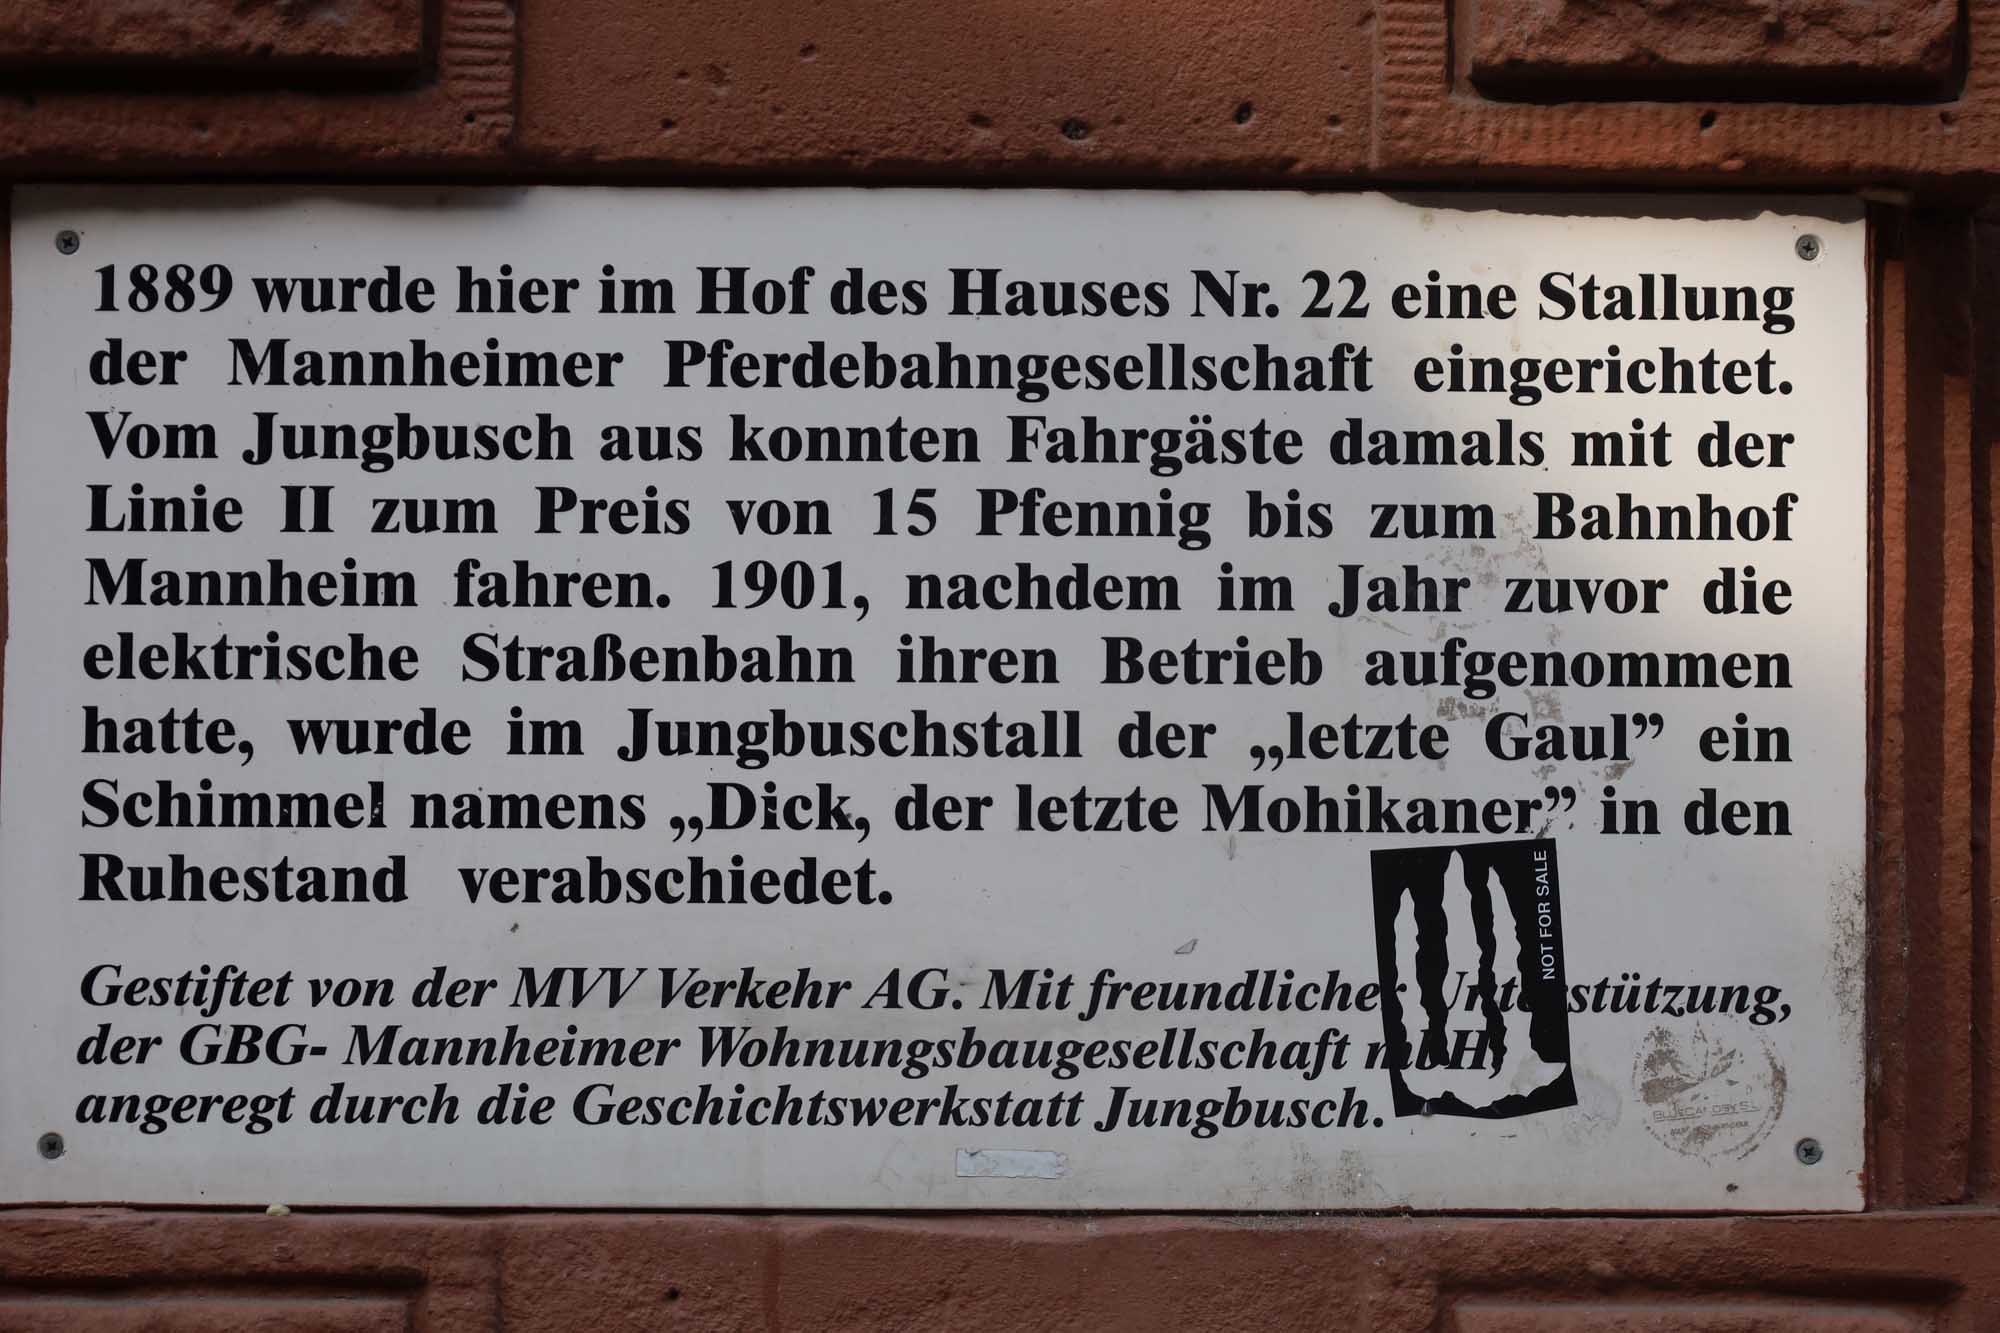 1889 wurde hier im Hof des Hauses Nr. 22 eine Stallung
der Mannheimer Pferdebahngesellschaft eingerichtet.
Vom Jungbusch aus konnten Fahrgäste damals mit der
Linie II zum Preis von 15 Pfennig bis zum Bahnhof
Mannheim fahren. 1901, nachdem im Jahr zuvor die
elektrische Straßenbahn ihren Betrieb aufgenommen
hatte, wurde im Jungbuschstall der „letzte Gaul” ein
Schimmel namens „Dick, der letzte Mohikaner” in den
Ruhestand verabschiedet.
NOT FOR SALE
Gestiftet von der MVV Verkehr AG. Mit freundlicher Unterstützung,
der GBG- Mannheimer Wohnungsbaugesellschaft mbH,
angeregt durch die Geschichtswerkstatt Jungbusch.